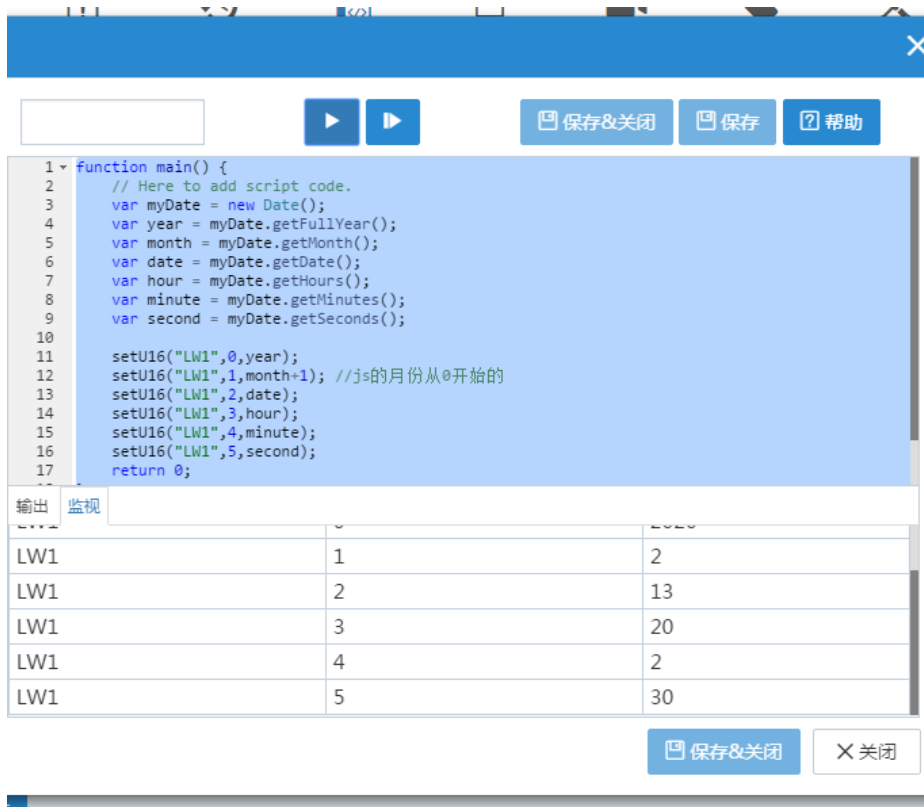 保存&关闭 保存 帮助
1 function main() {
2 // Here to add script code.
3 var myDate = new Date();
4 var year = myDate.getFullYear();
5 var month = myDate.getMonth();
6 var date = myDate.getDate();
7 var hour = myDate.getHours();
8 var minute = myDate.getMinutes();
9 var second = myDate.getSeconds();
10
11 setU16("LW1",0,year);
12 setU16("LW1",1,month+1); //js的月份从0开始的
13 setU16("LW1",2,date);
14 setU16("LW1",3,hour);
15 setU16("LW1",4,minute);
16 setU16("LW1",5,second);
17 return 0;
输出 监视
LW1 1 2
LW1 2 13
LW1 3 20
LW1 4 2
LW1 5 30
保存&关闭 关闭